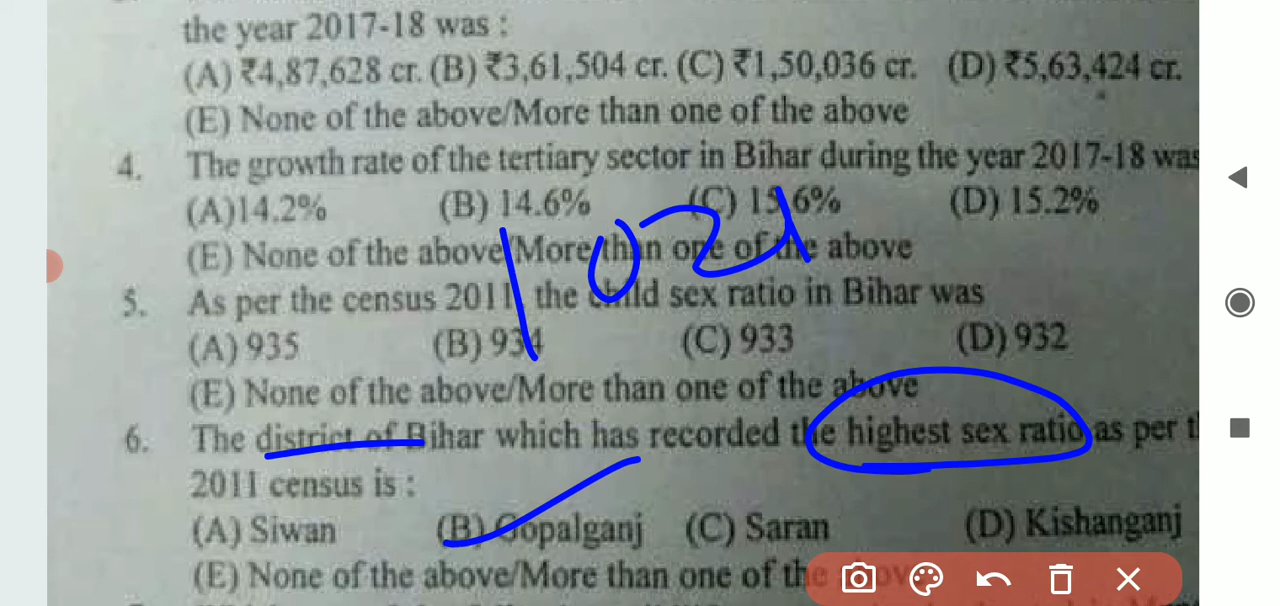 the year 2017-18 was :
(A) ₹4,87,628 cr. (B) ₹3,61,504 cr. (C) ₹1,50,036 cr. (D) ₹5,63,424 cr.
(E) None of the above/More than one of the above
4. The growth rate of the tertiary sector in Bihar during the year 2017-18 was
(A)14.2% (B) 14.6% (C) 15.6% (D) 15.2%
1021
(E) None of the above/More than one of the above
5. As per the census 2011, the child sex ratio in Bihar was
(A) 935 (B) 934 (C) 933 (D) 932
(E) None of the above/More than one of the above
6. The district of Bihar which has recorded the highest sex ratio as per
2011 census is :
(A) Siwan (B) Gopalganj (C) Saran (D) Kishanganj
(E) None of the above/More than one of the